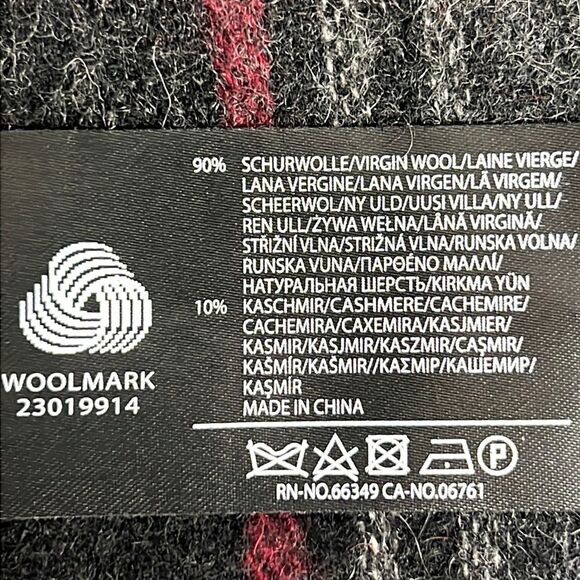 90% SCHURWOLLE/VIRGIN WOOL/LAINE VIERGE/
LANA VERGINE/LANA VIRGEN/LÃ VIRGEM/
SCHEERWOL/NY ULD/UUSI VILLA/NY ULL/
REN ULL/ŻYWA WEŁNA/LÂNĂ VIRGINĂ/
STŘIŽNÍ VLNA/STRIŽNÁ VLNA/RUNSKA VOLNA/
RUNSKA VUNA/ΠΑΡΘΈΝΟ ΜΑΛΛΊ/
НАТУРАЛЬНАЯ ШЕРСТЬ/KIRKMA YÜN
10% KASCHMIR/CASHMERE/CACHEMIRE/
CACHEMIRA/CAXEMIRA/KASJMIER/
KASMIR/KASJMIR/KASZMIR/CAŞMIR/
KAŠMÍR/KAŠMIR//ΚΑΣΜΙΡ/КАШЕМИР/
KAŞMİR
MADE IN CHINA
WOOLMARK
23019914
P
RN-NO.66349 CA-NO.06761